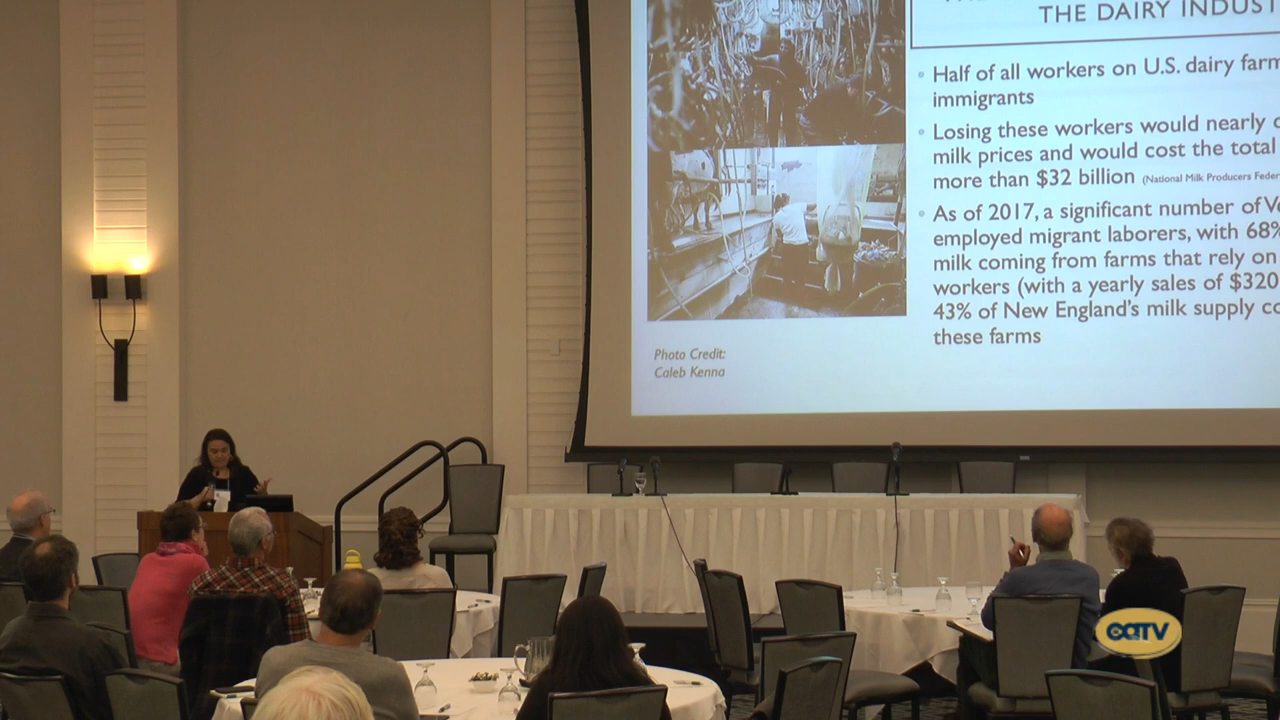 THE DAIRY INDUST
Half of all workers on U.S. dairy farm
immigrants
Losing these workers would nearly
milk prices and would cost the total
more than $32 billion (National Milk Producers Feder
As of 2017, a significant number of Ve
employed migrant laborers, with 68%
milk coming from farms that rely on
workers (with a yearly sales of $320
43% of New England's milk supply co
these farms
Photo Credit:
Caleb Kenna
CATV